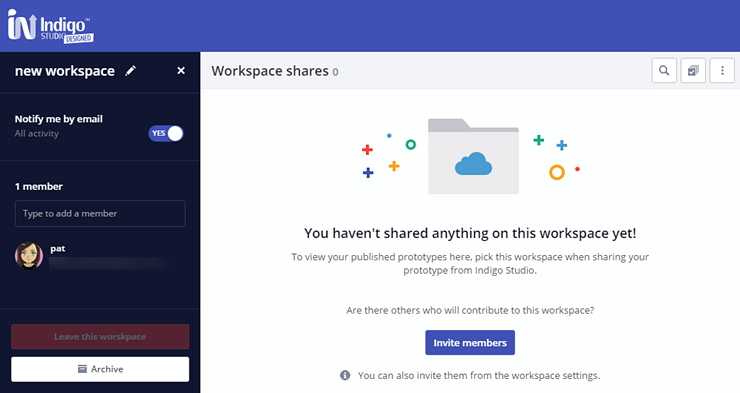 Indigo™
STUDIO DESIGNED
new workspace
Notify me by email
All activity
YES
1 member
Type to add a member
pat
Leave this worskpace
Archive
Workspace shares 0
You haven't shared anything on this workspace yet!
To view your published prototypes here, pick this workspace when sharing your
prototype from Indigo Studio.
Are there others who will contribute to this workspace?
Invite members
You can also invite them from the workspace settings.